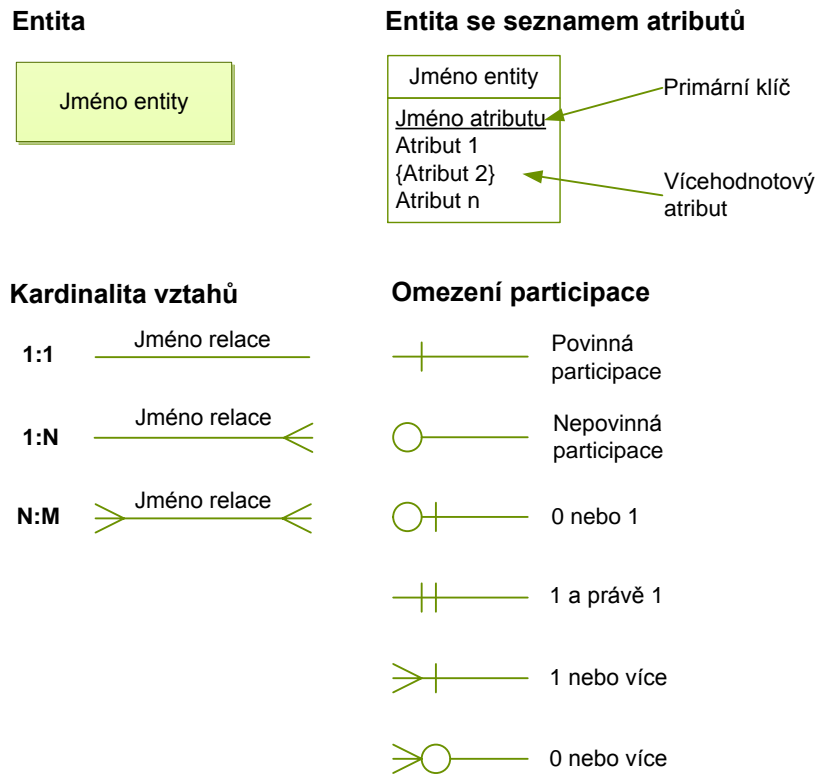 Entita
Jméno entity
Entita se seznamem atributů
Jméno entity
Jméno atributu
Atribut 1
{Atribut 2}
Atribut n
Primární klíč
Vícehodnotový
atribut
Kardinalita vztahů
1:1
Jméno relace
1:N
Jméno relace
N:M
Jméno relace
Omezení participace
Povinná
participace
Nepovinná
participace
0 nebo 1
1 a právě 1
1 nebo více
0 nebo více